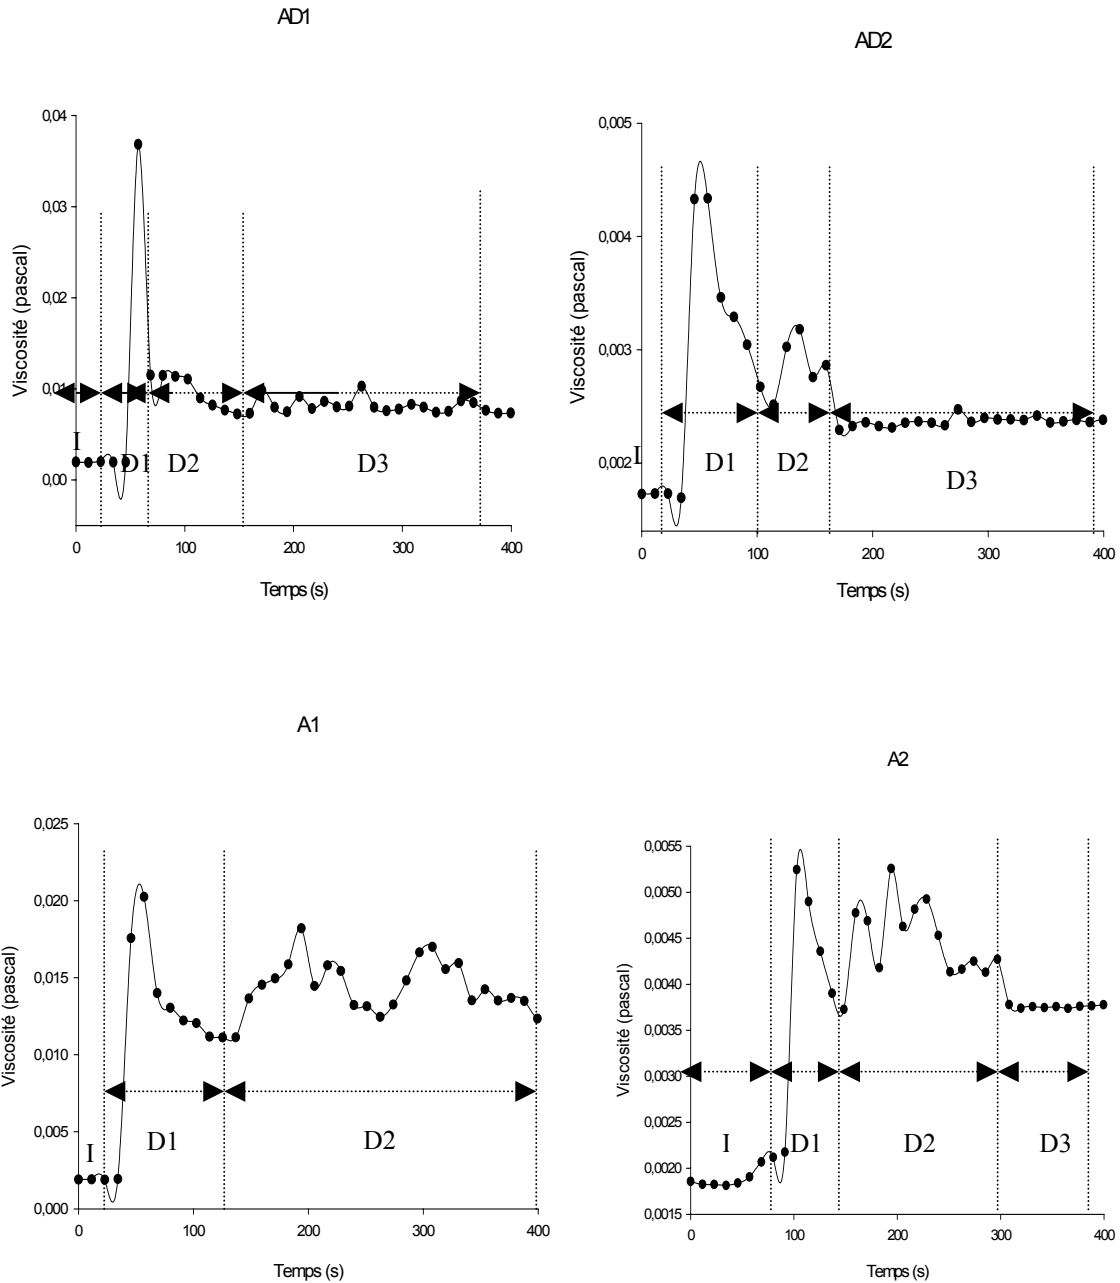 AD1
0,04
0,03
0,02
0,01
0,00
Viscosité (pascal)
I
D1
D2
D3
0
100
200
300
400
Temps (s)
AD2
0,005
0,004
0,003
0,002
Viscosité (pascal)
I
D1
D2
D3
0
100
200
300
400
Temps (s)
A1
0,025
0,020
0,015
0,010
0,005
0,000
Viscosité (pascal)
I
D1
D2
0
100
200
300
400
Temps (s)
A2
0,0055
0,0050
0,0045
0,0040
0,0035
0,0030
0,0025
0,0020
0,0015
Viscosité (pascal)
I
D1
D2
D3
0
100
200
300
400
Temps (s)